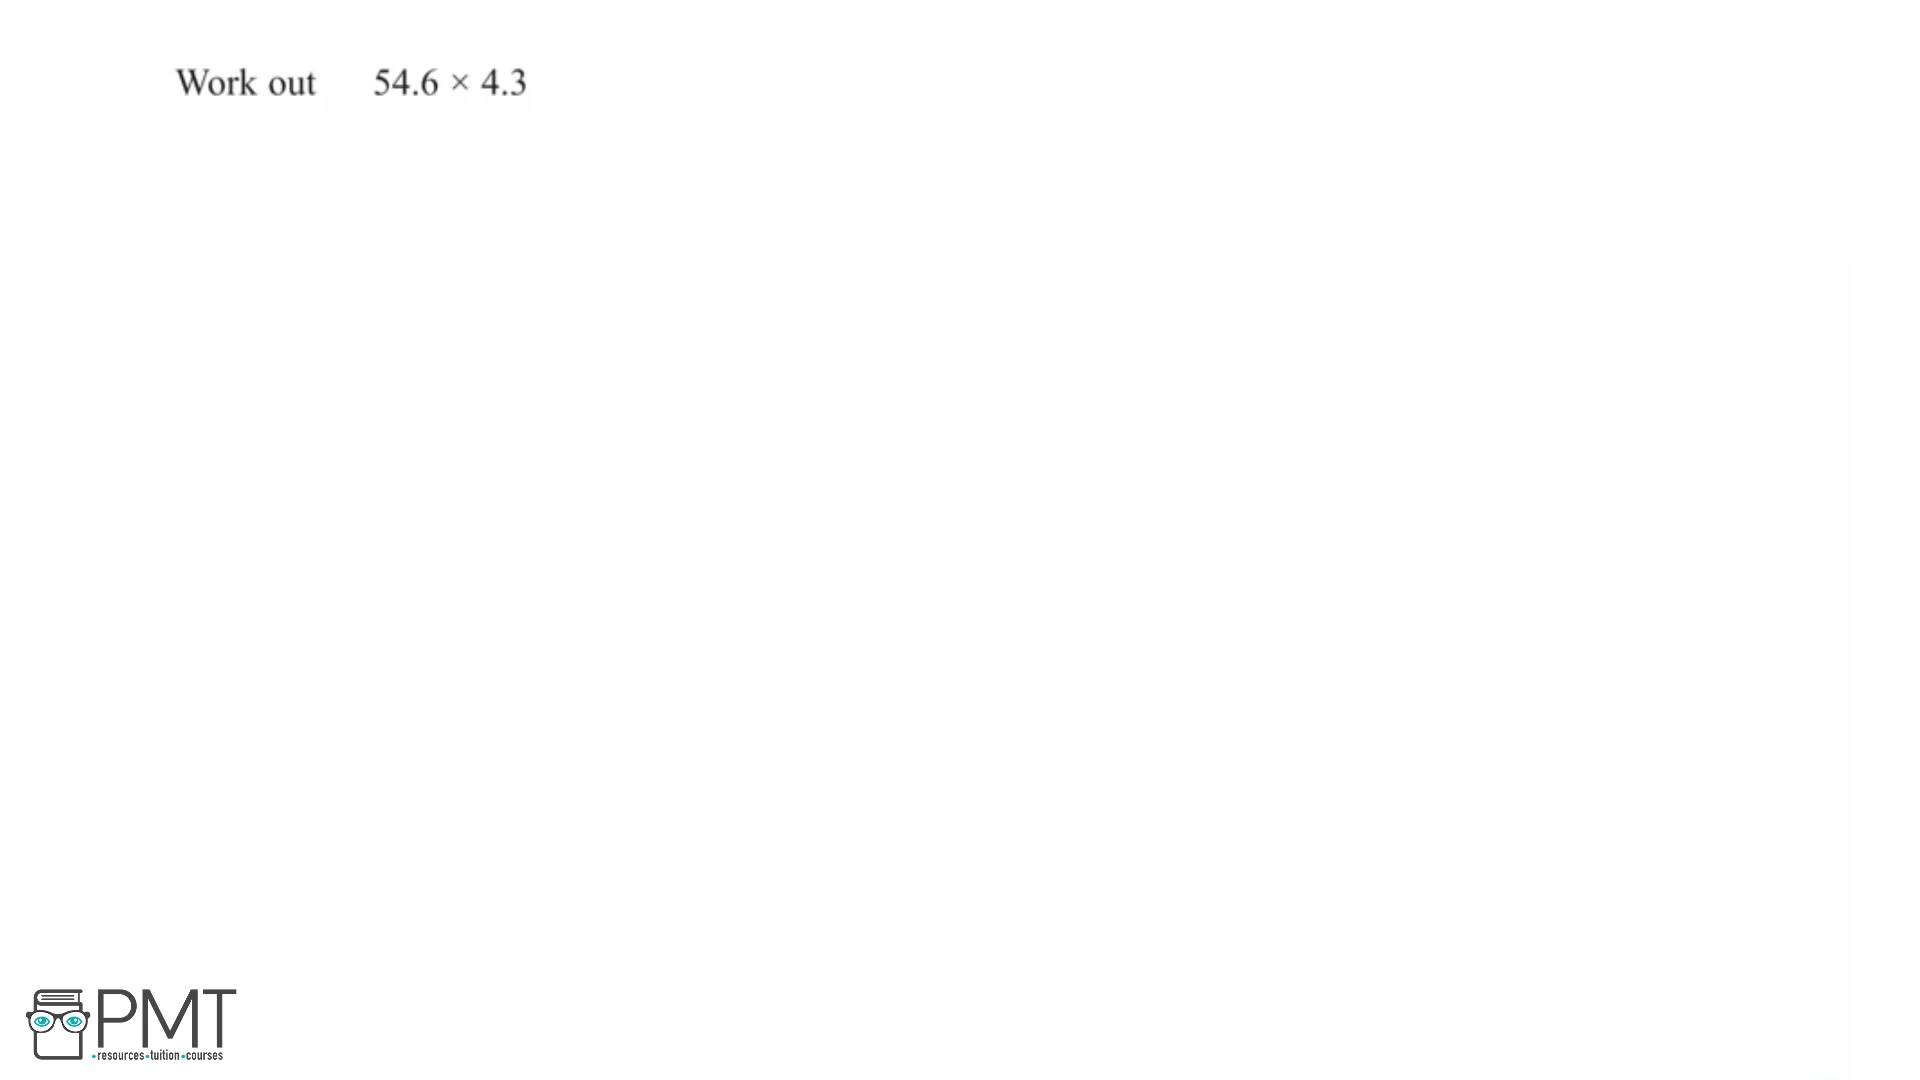 Work out 54.6 × 4.3
PMT
•resources•tuition•courses